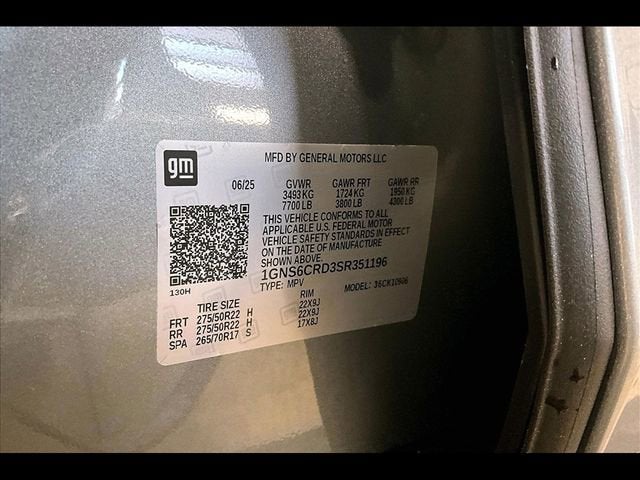 gm
MFD BY GENERAL MOTORS LLC
06/25 GVWR GAWR FRT GAWR RR
3493 KG 1724 KG 1950 KG
7700 LB 3800 LB 4300 LB
THIS VEHICLE CONFORMS TO ALL
APPLICABLE U.S. FEDERAL MOTOR
VEHICLE SAFETY STANDARDS IN EFFECT
ON THE DATE OF MANUFACTURE
SHOWN ABOVE.
1GNS6CRD3SR351196
TYPE: MPV MODEL: 36CK10906
130H
TIRE SIZE RIM
FRT 275/50R22 H 22X9J
RR 275/50R22 H 22X9J
SPA 265/70R17 S 17X8J